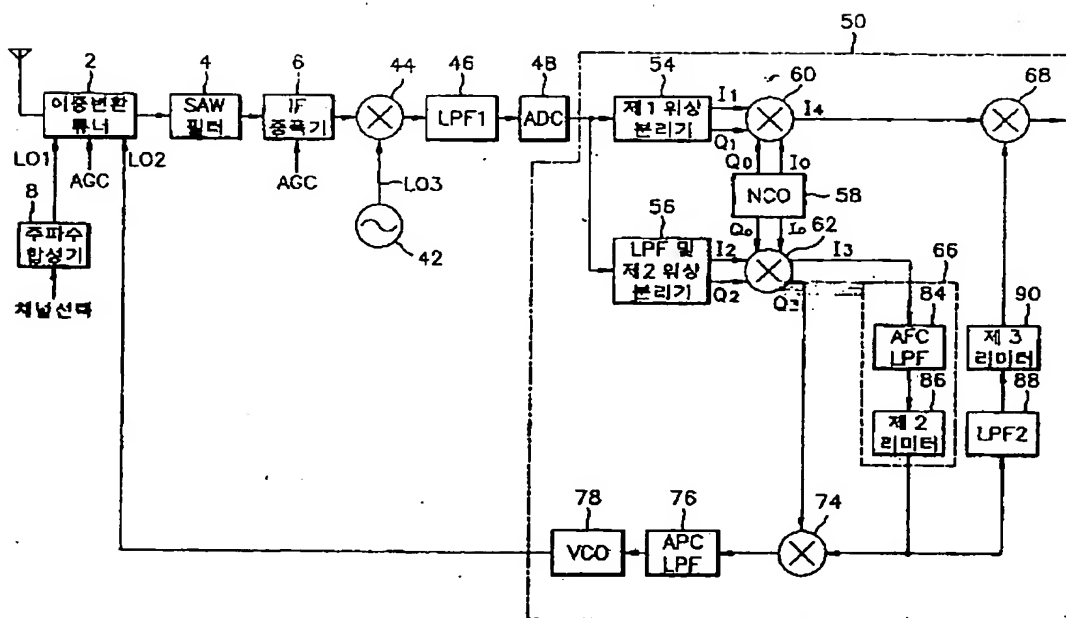 50
2
4
6
44
46
48
54
60
68
이중변환
튜너
SAW
필터
IF
증폭기
LPF1
ADC
제1 위상
분리기
I1
Q1
I4
LO1
AGC
LO2
AGC
LO3
Q0
I0
8
주파수
합성기
42
NCO
58
56
Q0
I0
62
LPF 및
제2 위상
분리기
I2
Q2
I3
Q3
66
채널선택
84
90
AFC
LPF
제 3
리미터
86
88
제 2
리미터
LPF2
78
76
74
VCO
APC
LPF